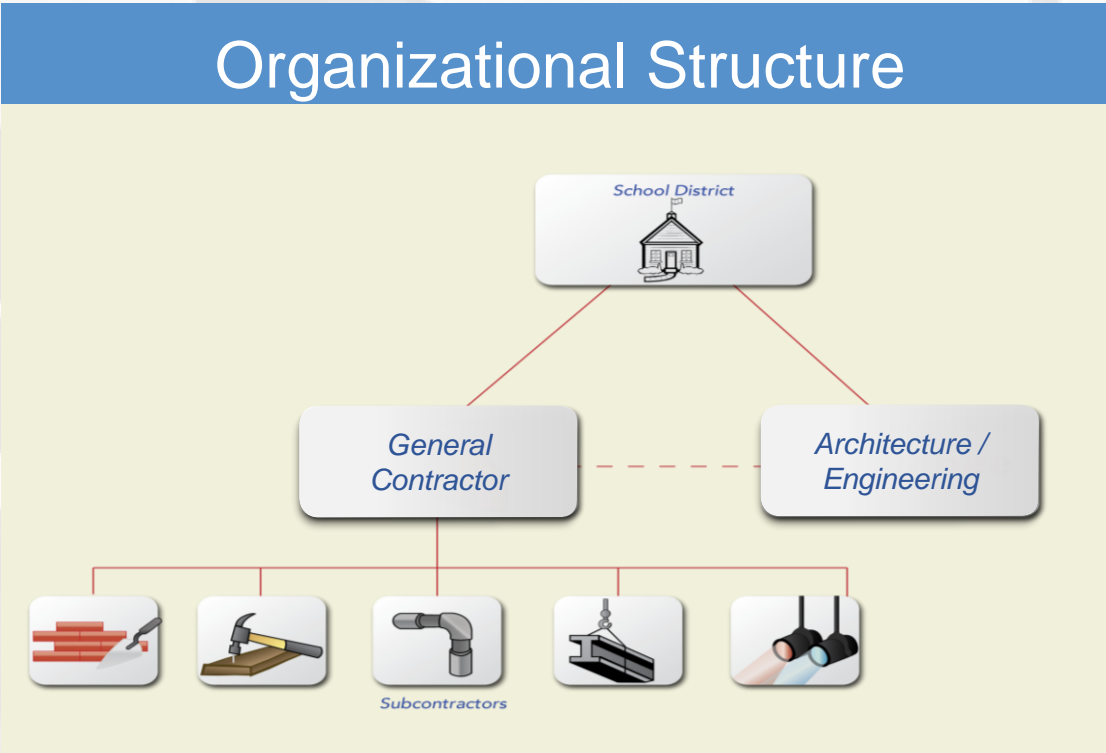 Organizational Structure
School District
General
Contractor
Architecture /
Engineering
Subcontractors